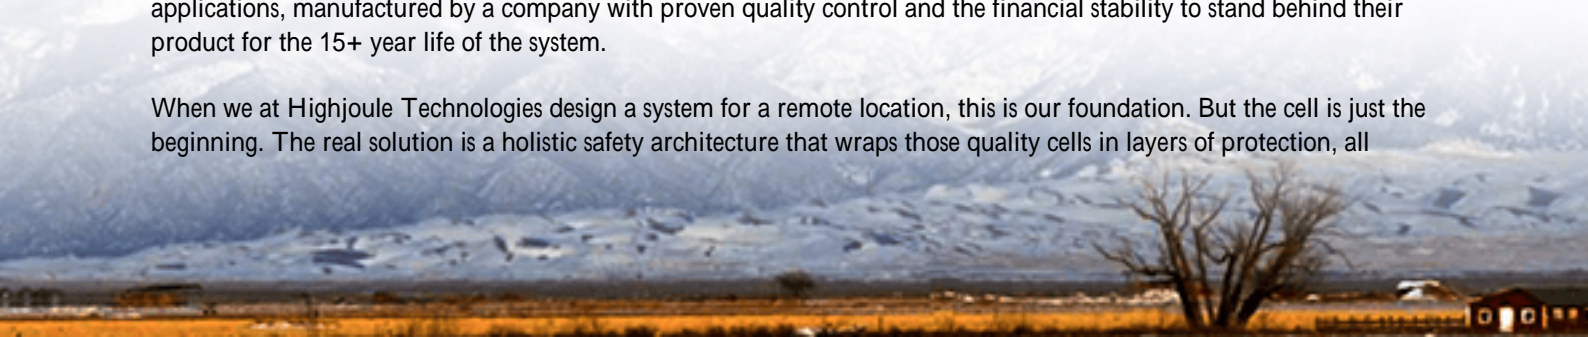 applications, manufactured by a company with proven quality control and the financial stability to stand behind their
product for the 15+ year life of the system.
When we at Highjoule Technologies design a system for a remote location, this is our foundation. But the cell is just the
beginning. The real solution is a holistic safety architecture that wraps those quality cells in layers of protection, all